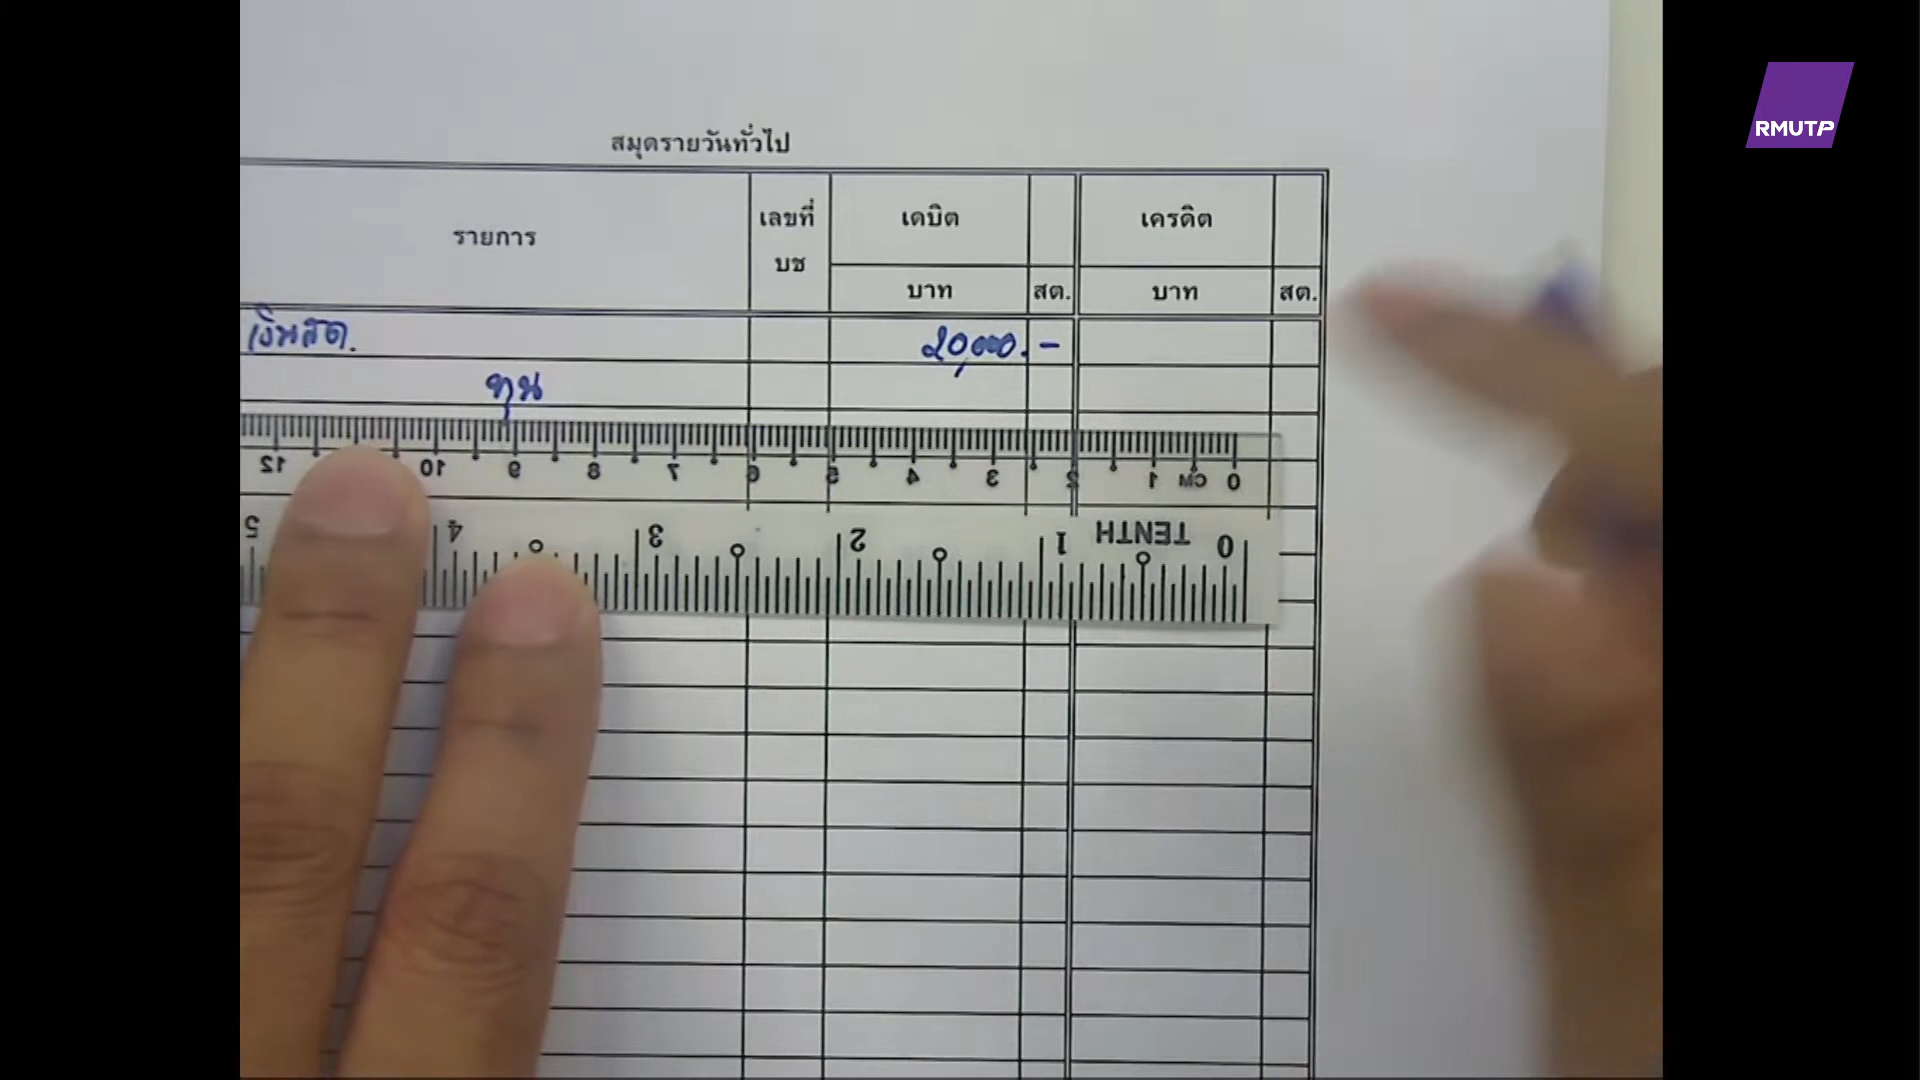 RMUTP
สมุดรายวันทั่วไป
รายการ เลขที่ บช เดบิต เครดิต
บาท สต. บาท สต.
เงินสด. 20,000.-
ทุน
12 10 9 8 7 6 5 4 3 2 1 CM 0
5 4 3 2 1 TENTH 0